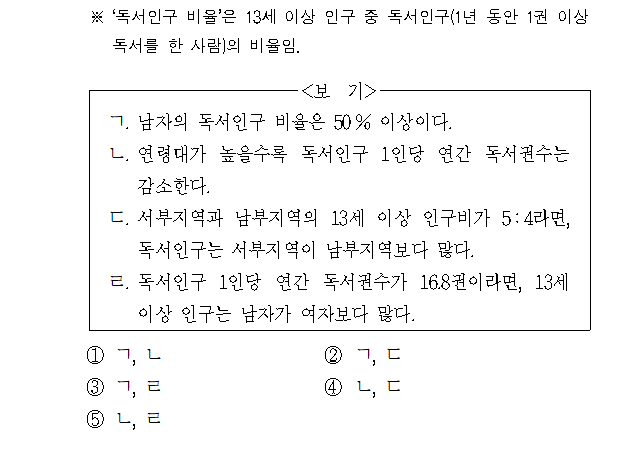 ※ ‘독서인구 비율’은 13세 이상 인구 중 독서인구(1년 동안 1권 이상
독서를 한 사람)의 비율임.
<보 기>
ㄱ. 남자의 독서인구 비율은 50 % 이상이다.
ㄴ. 연령대가 높을수록 독서인구 1인당 연간 독서권수는
감소한다.
ㄷ. 서부지역과 남부지역의 13세 이상 인구비가 5 : 4라면,
독서인구는 서부지역이 남부지역보다 많다.
ㄹ. 독서인구 1인당 연간 독서권수가 16.8권이라면, 13세
이상 인구는 남자가 여자보다 많다.
① ㄱ, ㄴ ② ㄱ, ㄷ
③ ㄱ, ㄹ ④ ㄴ, ㄷ
⑤ ㄴ, ㄹ